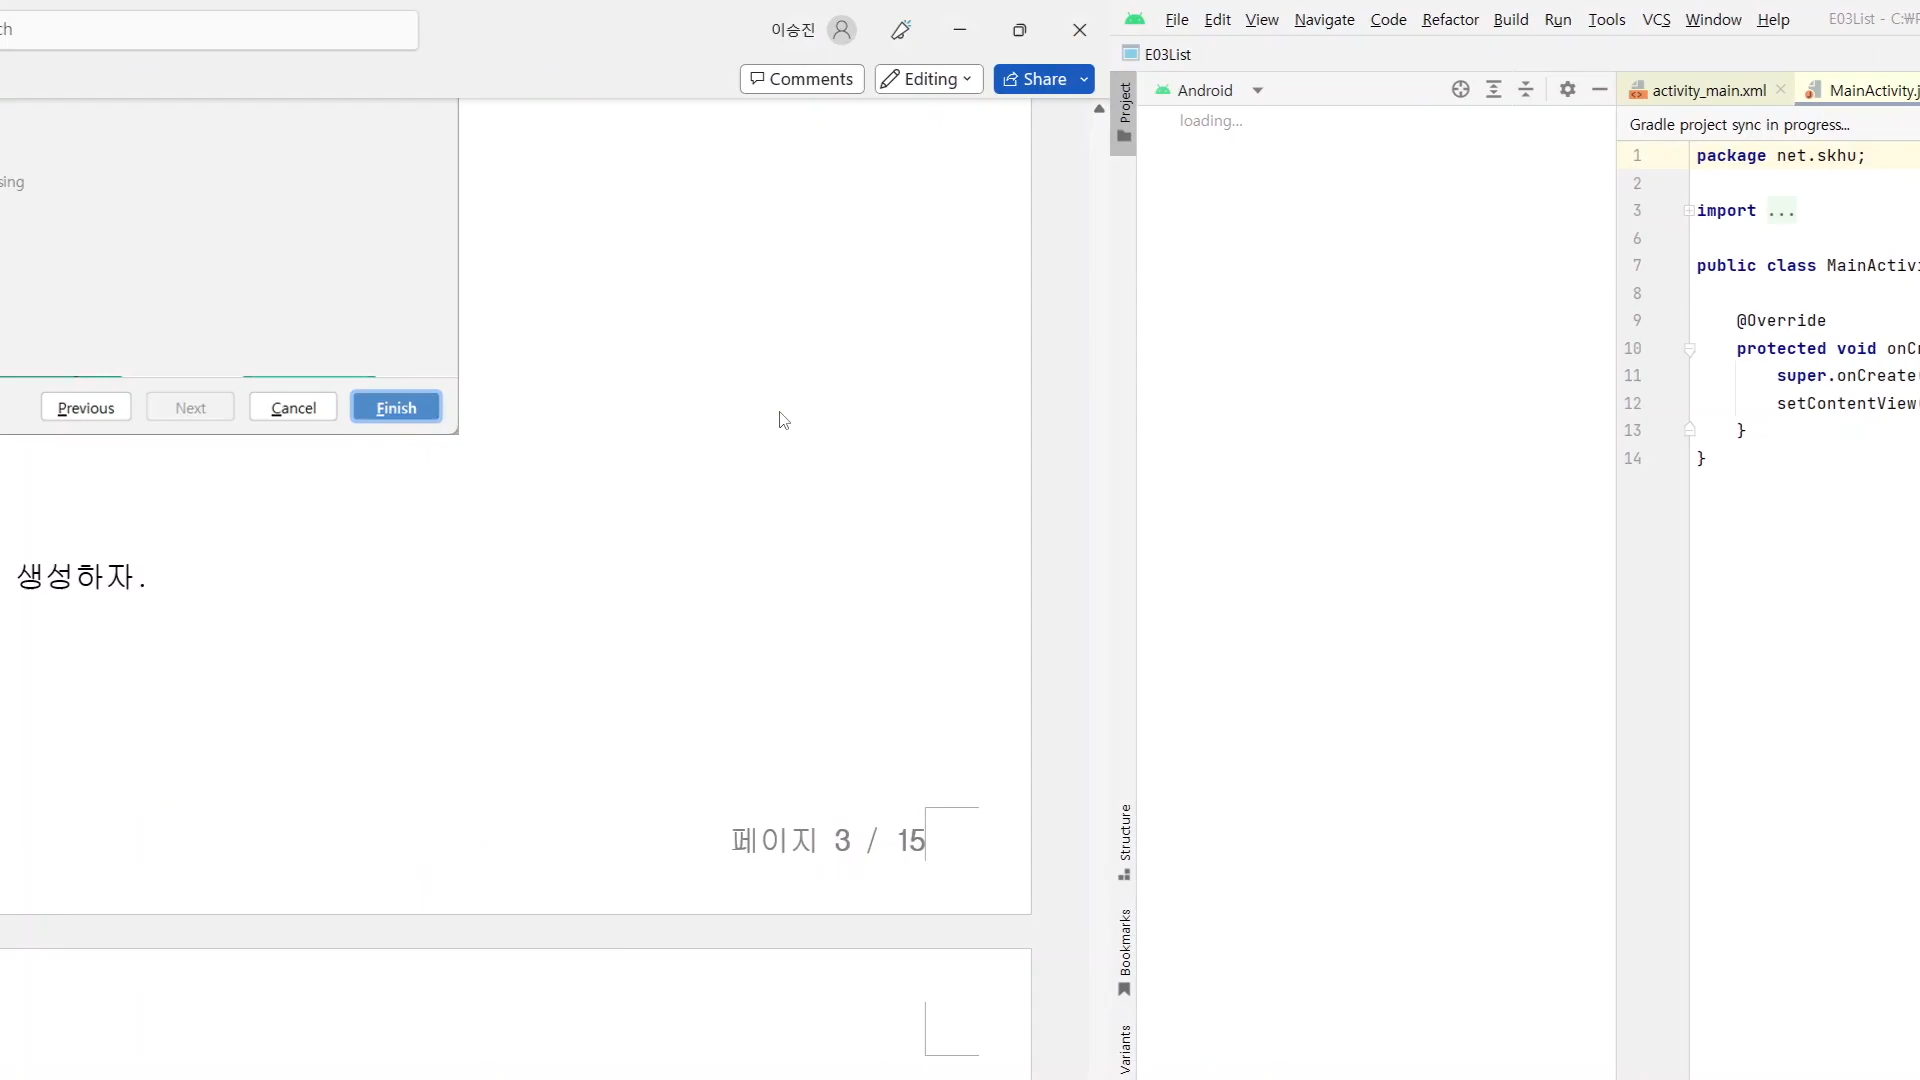 ch
이승진
Comments
Editing
Share
sing
Previous
Next
Cancel
Finish
생성하자.
페이지 3 / 15
File Edit View Navigate Code Refactor Build Run Tools VCS Window Help
E03List - C:\
E03List
Project
Android
loading...
Structure
Bookmarks
Variants
activity_main.xml
MainActivity.j
Gradle project sync in progress...
1 package net.skhu;
2
3 import ...
6
7 public class MainActivi
8
9 @Override
10 protected void onCr
11 super.onCreate(
12 setContentView(
13 }
14 }